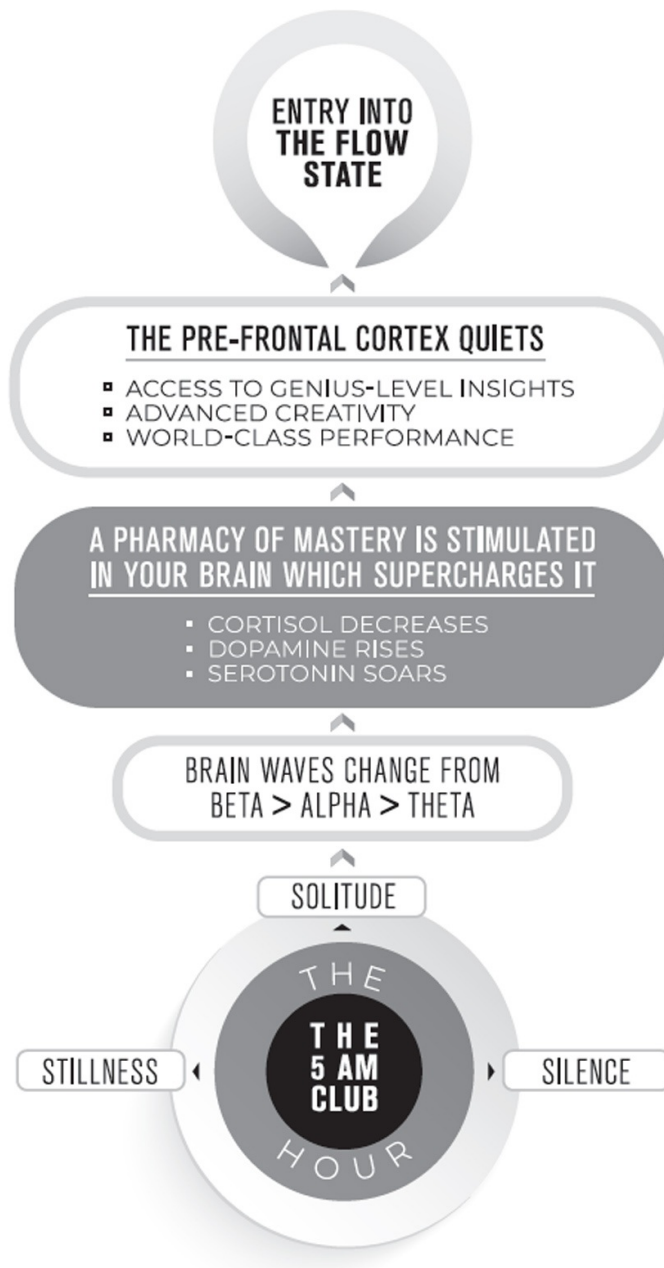 ENTRY INTO
THE FLOW
STATE
THE PRE-FRONTAL CORTEX QUIETS
ACCESS TO GENIUS-LEVEL INSIGHTS
ADVANCED CREATIVITY
WORLD-CLASS PERFORMANCE
A PHARMACY OF MASTERY IS STIMULATED
IN YOUR BRAIN WHICH SUPERCHARGES IT
CORTISOL DECREASES
DOPAMINE RISES
SEROTONIN SOARS
BRAIN WAVES CHANGE FROM
BETA > ALPHA > THETA
SOLITUDE
THE
THE
5 AM
CLUB
STILLNESS
SILENCE
HOUR